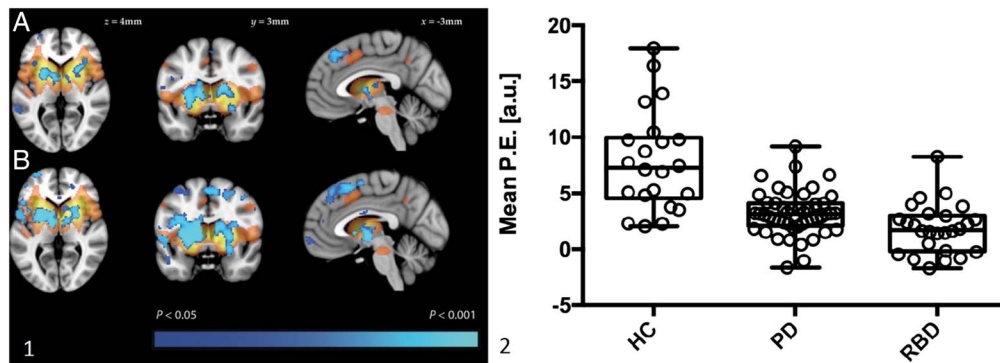 A
z = 4mm
y = 3mm
x = -3mm
B
P < 0.05
P < 0.001
1
Mean P.E. [a.u.]
20
15
10
5
0
-5
HC
PD
RBD
2